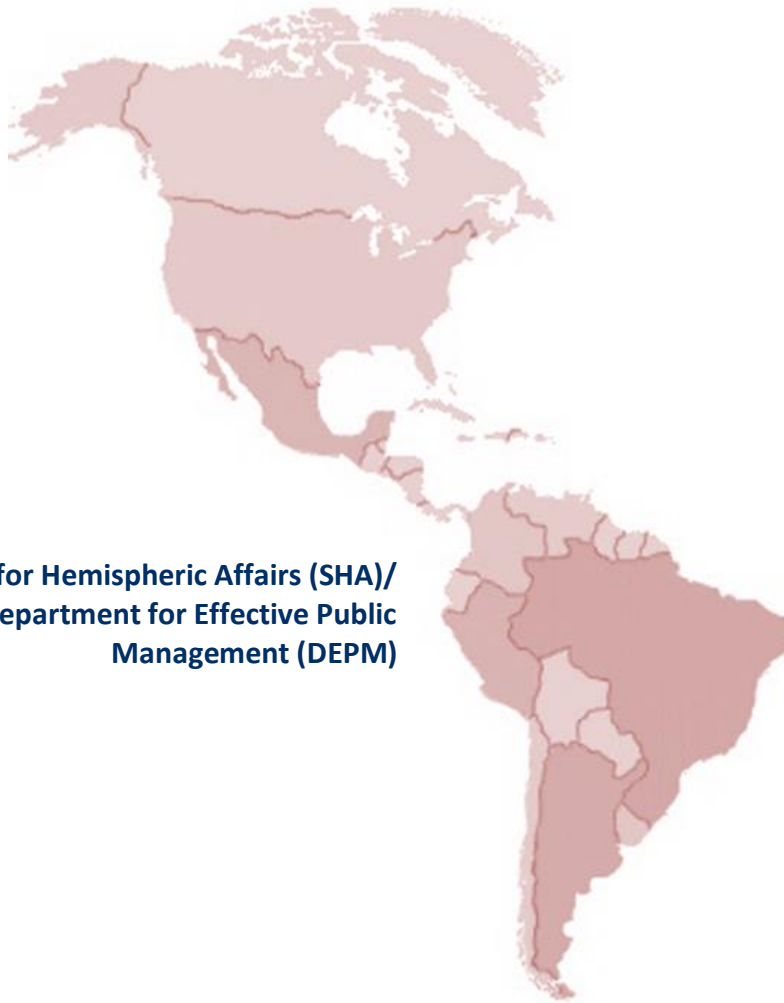 for Hemispheric Affairs (SHA)/
epartment for Effective Public
Management (DEPM)